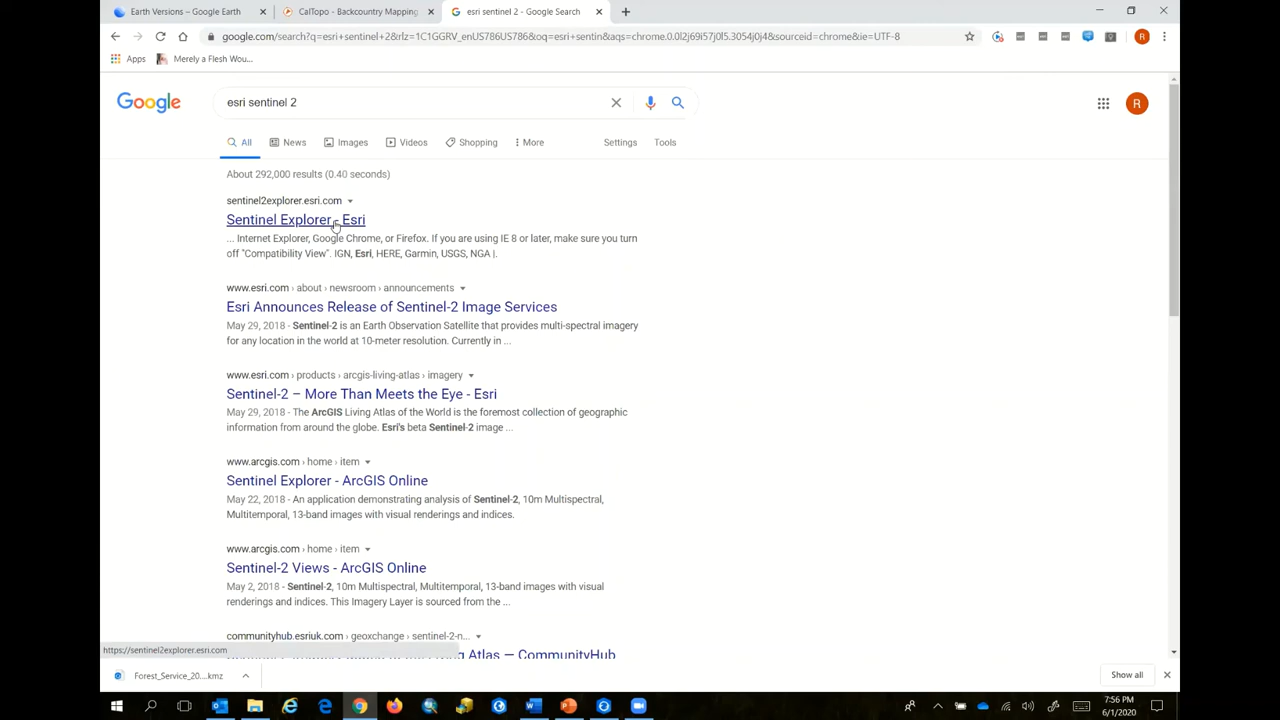 Earth Versions – Google Earth
CalTopo - Backcountry Mapping
esri sentinel 2 - Google Search
google.com/search?q=esri+sentinel+2&rlz=1C1GGRV_enUS786US786&oq=esri+sentin&aqs=chrome.0.0l2j69i57j0l5.3054j0j4&sourceid=chrome&ie=UTF-8
R
Apps
Merely a Flesh Wou...
Google
esri sentinel 2
R
All
News
Images
Videos
Shopping
More
Settings
Tools
About 292,000 results (0.40 seconds)
sentinel2explorer.esri.com
Sentinel Explorer - Esri
... Internet Explorer, Google Chrome, or Firefox. If you are using IE 8 or later, make sure you turn
off "Compatibility View". IGN, Esri, HERE, Garmin, USGS, NGA |.
www.esri.com › about › newsroom › announcements
Esri Announces Release of Sentinel-2 Image Services
May 29, 2018 - Sentinel-2 is an Earth Observation Satellite that provides multi-spectral imagery
for any location in the world at 10-meter resolution. Currently in ...
www.esri.com › products › arcgis-living-atlas › imagery
Sentinel-2 – More Than Meets the Eye - Esri
May 29, 2018 - The ArcGIS Living Atlas of the World is the foremost collection of geographic
information from around the globe. Esri's beta Sentinel-2 image ...
www.arcgis.com › home › item
Sentinel Explorer - ArcGIS Online
May 22, 2018 - An application demonstrating analysis of Sentinel-2, 10m Multispectral,
Multitemporal, 13-band images with visual renderings and indices.
www.arcgis.com › home › item
Sentinel-2 Views - ArcGIS Online
May 2, 2018 - Sentinel-2, 10m Multispectral, Multitemporal, 13-band images with visual
renderings and indices. This Imagery Layer is sourced from the ...
communityhub.esriuk.com › geoxchange › sentinel-2-n...
Atlas — CommunityHub
https://sentinel2explorer.esri.com
Forest_Service_20....kmz
Show all
7:56 PM
6/1/2020